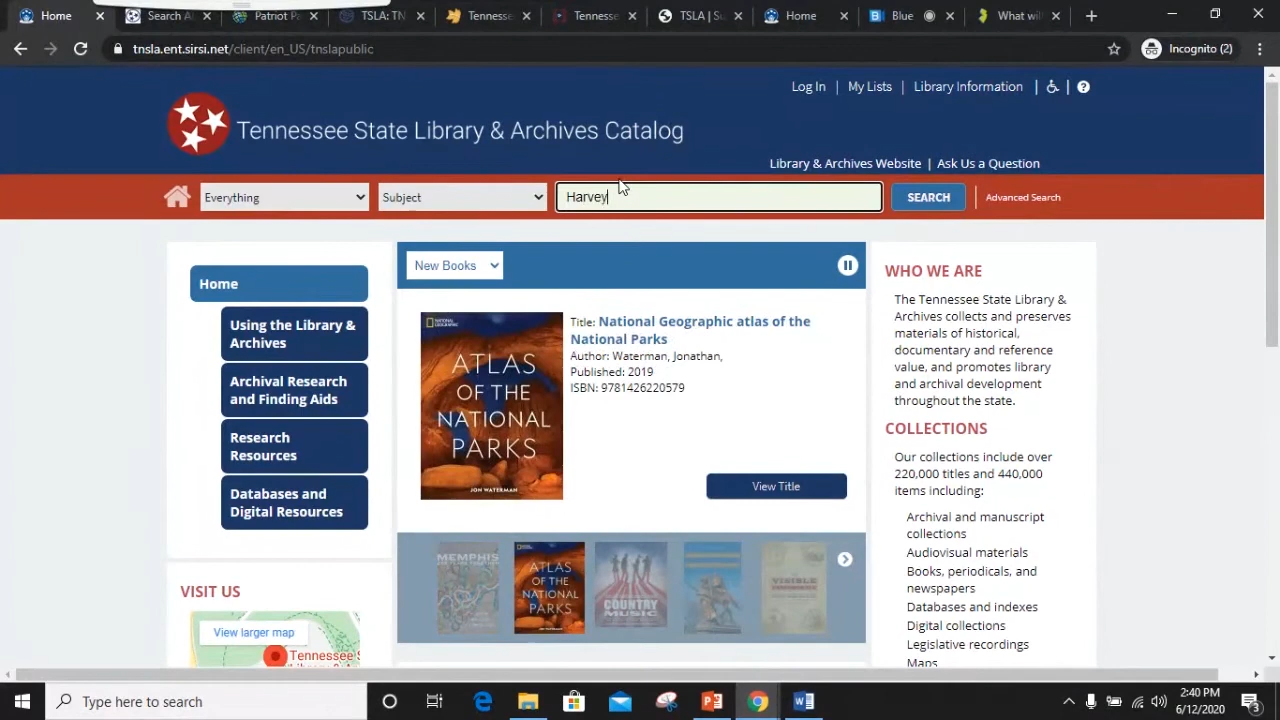 Home
Search A
Patriot Pa
TSLA: TN
Tennesse
Tennesse
TSLA | Su
Home
Blue
What wil
tnsla.ent.sirsi.net/client/en_US/tnslapublic
Incognito (2)
Log In | My Lists | Library Information | | ?
Tennessee State Library & Archives Catalog
Library & Archives Website | Ask Us a Question
Everything
Subject
Harvey
SEARCH
Advanced Search
Home
Using the Library &
Archives
Archival Research
and Finding Aids
Research
Resources
Databases and
Digital Resources
VISIT US
View larger map
Tennessee S
New Books
NATIONAL
GEOGRAPHIC
ATLAS
OF THE
NATIONAL
PARKS
JON WATERMAN
Title: National Geographic atlas of the
National Parks
Author: Waterman, Jonathan,
Published: 2019
ISBN: 9781426220579
View Title
MEMPHIS
ATLAS
OF THE
NATIONAL
PARKS
COUNTRY
MUSIC
VISIBLE
WHO WE ARE
The Tennessee State Library &
Archives collects and preserves
materials of historical,
documentary and reference
value, and promotes library
and archival development
throughout the state.
COLLECTIONS
Our collections include over
220,000 titles and 440,000
items including:
Archival and manuscript
collections
Audiovisual materials
Books, periodicals, and
newspapers
Databases and indexes
Digital collections
Legislative recordings
Maps
Type here to search
2:40 PM
6/12/2020
3